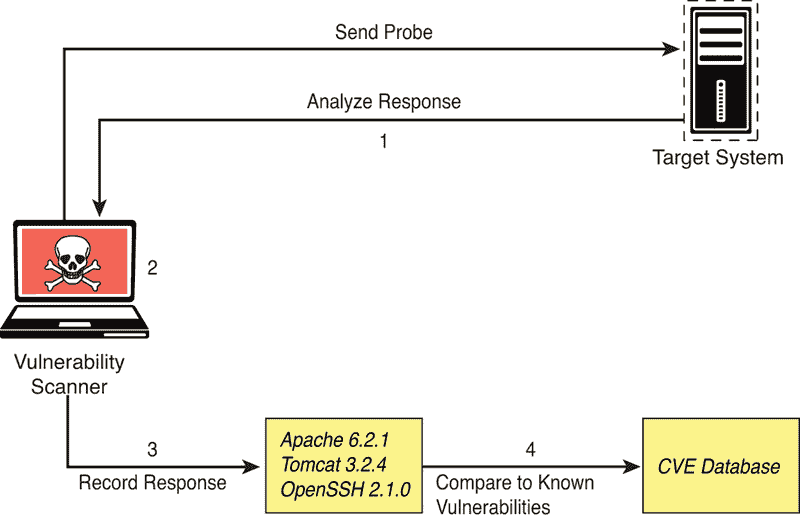 Send Probe
Analyze Response
1
Target System
2
Vulnerability
Scanner
3
Record Response
Apache 6.2.1
Tomcat 3.2.4
OpenSSH 2.1.0
4
Compare to Known
Vulnerabilities
CVE Database